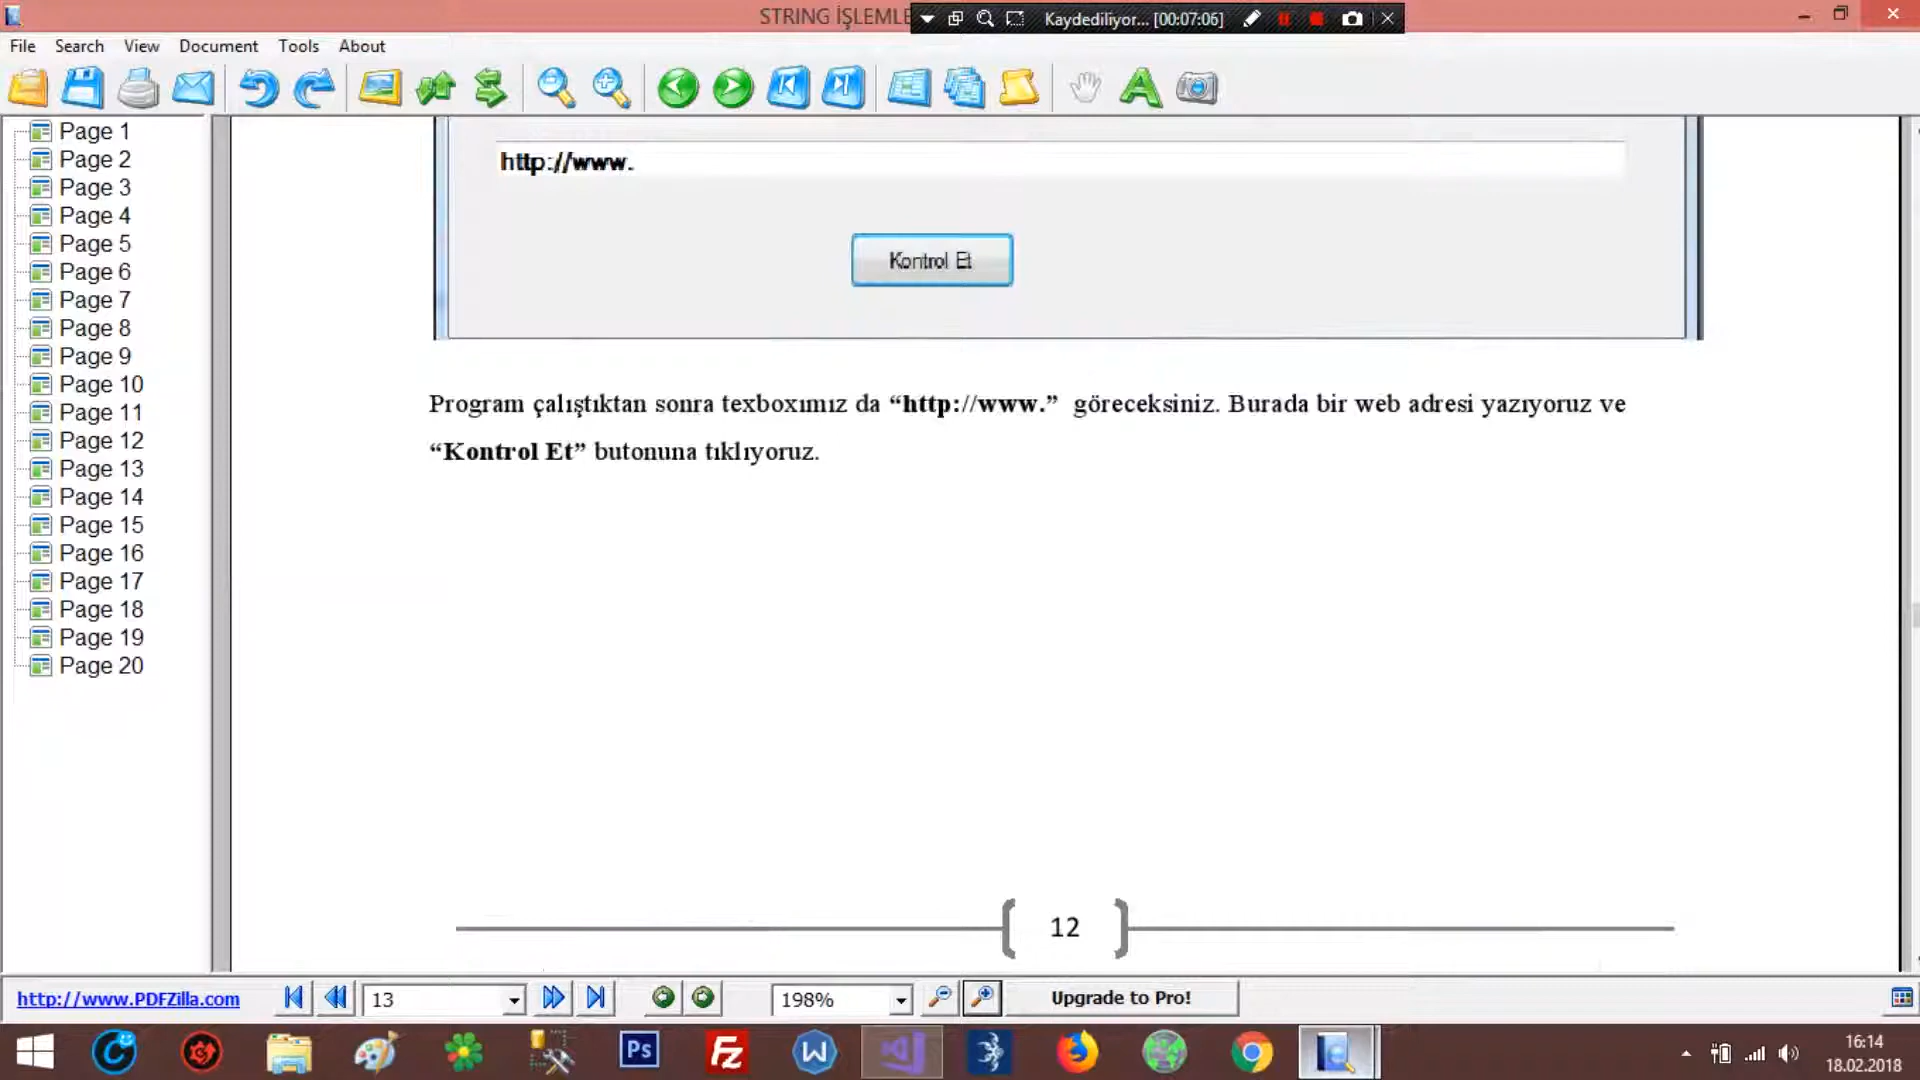 STRING İŞLEMLE
Kaydediliyor... [00:07:06]
File Search View Document Tools About
Page 1
Page 2
Page 3
Page 4
Page 5
Page 6
Page 7
Page 8
Page 9
Page 10
Page 11
Page 12
Page 13
Page 14
Page 15
Page 16
Page 17
Page 18
Page 19
Page 20
http://www.
Kontrol Et
Program çalıştıktan sonra texboxımız da “http://www.” göreceksiniz. Burada bir web adresi yazıyoruz ve
“Kontrol Et” butonuna tıklıyoruz.
12
http://www.PDFZilla.com
13
198%
Upgrade to Pro!
Ps
Fz
W
16:14
18.02.2018